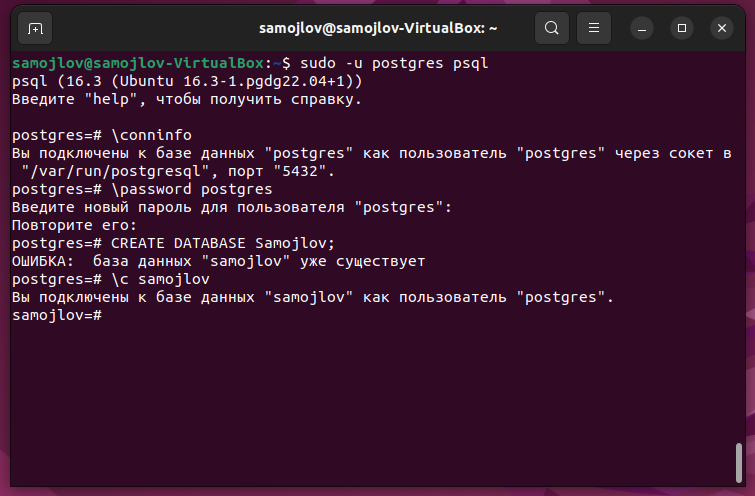 samojlov@samojlov-VirtualBox: ~
samojlov@samojlov-VirtualBox:~$ sudo -u postgres psql
psql (16.3 (Ubuntu 16.3-1.pgdg22.04+1))
Введите "help", чтобы получить справку.
postgres=# \conninfo
Вы подключены к базе данных "postgres" как пользователь "postgres" через сокет в
"/var/run/postgresql", порт "5432".
postgres=# \password postgres
Введите новый пароль для пользователя "postgres":
Повторите его:
postgres=# CREATE DATABASE Samojlov;
ОШИБКА:  база данных "samojlov" уже существует
postgres=# \c samojlov
Вы подключены к базе данных "samojlov" как пользователь "postgres".
samojlov=#